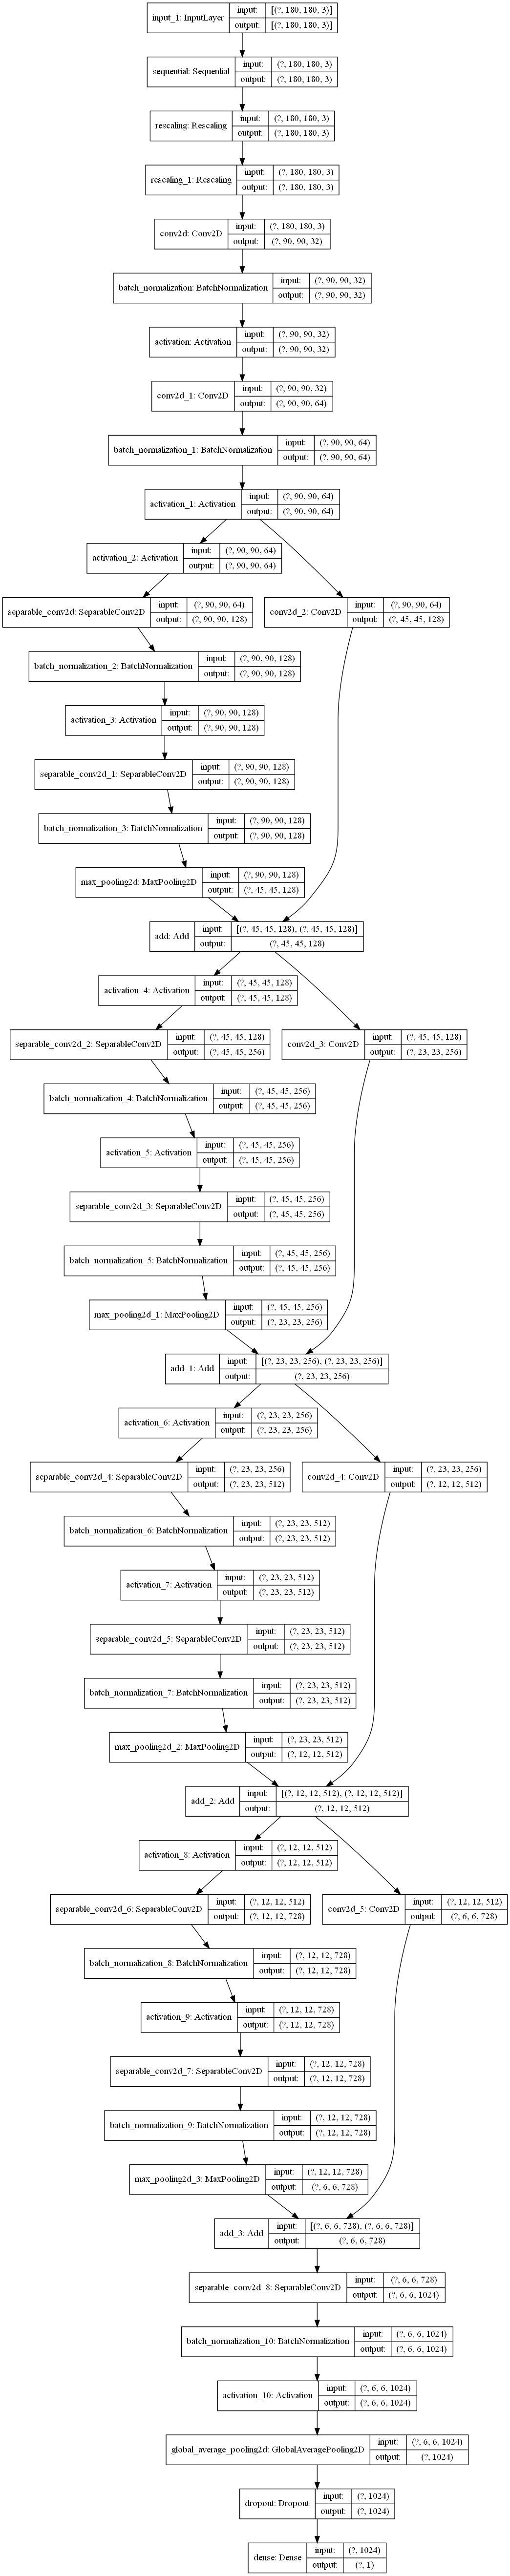 input_1: InputLayer input: [(?, 180, 180, 3)]
output: [(?, 180, 180, 3)]
sequential: Sequential input: (?, 180, 180, 3)
output: (?, 180, 180, 3)
rescaling: Rescaling input: (?, 180, 180, 3)
output: (?, 180, 180, 3)
rescaling_1: Rescaling input: (?, 180, 180, 3)
output: (?, 180, 180, 3)
conv2d: Conv2D input: (?, 180, 180, 3)
output: (?, 90, 90, 32)
batch_normalization: BatchNormalization input: (?, 90, 90, 32)
output: (?, 90, 90, 32)
activation: Activation input: (?, 90, 90, 32)
output: (?, 90, 90, 32)
conv2d_1: Conv2D input: (?, 90, 90, 32)
output: (?, 90, 90, 64)
batch_normalization_1: BatchNormalization input: (?, 90, 90, 64)
output: (?, 90, 90, 64)
activation_1: Activation input: (?, 90, 90, 64)
output: (?, 90, 90, 64)
activation_2: Activation input: (?, 90, 90, 64)
output: (?, 90, 90, 64)
separable_conv2d: SeparableConv2D input: (?, 90, 90, 64)
output: (?, 90, 90, 128)
conv2d_2: Conv2D input: (?, 90, 90, 64)
output: (?, 45, 45, 128)
batch_normalization_2: BatchNormalization input: (?, 90, 90, 128)
output: (?, 90, 90, 128)
activation_3: Activation input: (?, 90, 90, 128)
output: (?, 90, 90, 128)
separable_conv2d_1: SeparableConv2D input: (?, 90, 90, 128)
output: (?, 90, 90, 128)
batch_normalization_3: BatchNormalization input: (?, 90, 90, 128)
output: (?, 90, 90, 128)
max_pooling2d: MaxPooling2D input: (?, 90, 90, 128)
output: (?, 45, 45, 128)
add: Add input: [(?, 45, 45, 128), (?, 45, 45, 128)]
output: (?, 45, 45, 128)
activation_4: Activation input: (?, 45, 45, 128)
output: (?, 45, 45, 128)
separable_conv2d_2: SeparableConv2D input: (?, 45, 45, 128)
output: (?, 45, 45, 256)
conv2d_3: Conv2D input: (?, 45, 45, 128)
output: (?, 23, 23, 256)
batch_normalization_4: BatchNormalization input: (?, 45, 45, 256)
output: (?, 45, 45, 256)
activation_5: Activation input: (?, 45, 45, 256)
output: (?, 45, 45, 256)
separable_conv2d_3: SeparableConv2D input: (?, 45, 45, 256)
output: (?, 45, 45, 256)
batch_normalization_5: BatchNormalization input: (?, 45, 45, 256)
output: (?, 45, 45, 256)
max_pooling2d_1: MaxPooling2D input: (?, 45, 45, 256)
output: (?, 23, 23, 256)
add_1: Add input: [(?, 23, 23, 256), (?, 23, 23, 256)]
output: (?, 23, 23, 256)
activation_6: Activation input: (?, 23, 23, 256)
output: (?, 23, 23, 256)
separable_conv2d_4: SeparableConv2D input: (?, 23, 23, 256)
output: (?, 23, 23, 512)
conv2d_4: Conv2D input: (?, 23, 23, 256)
output: (?, 12, 12, 512)
batch_normalization_6: BatchNormalization input: (?, 23, 23, 512)
output: (?, 23, 23, 512)
activation_7: Activation input: (?, 23, 23, 512)
output: (?, 23, 23, 512)
separable_conv2d_5: SeparableConv2D input: (?, 23, 23, 512)
output: (?, 23, 23, 512)
batch_normalization_7: BatchNormalization input: (?, 23, 23, 512)
output: (?, 23, 23, 512)
max_pooling2d_2: MaxPooling2D input: (?, 23, 23, 512)
output: (?, 12, 12, 512)
add_2: Add input: [(?, 12, 12, 512), (?, 12, 12, 512)]
output: (?, 12, 12, 512)
activation_8: Activation input: (?, 12, 12, 512)
output: (?, 12, 12, 512)
separable_conv2d_6: SeparableConv2D input: (?, 12, 12, 512)
output: (?, 12, 12, 728)
conv2d_5: Conv2D input: (?, 12, 12, 512)
output: (?, 6, 6, 728)
batch_normalization_8: BatchNormalization input: (?, 12, 12, 728)
output: (?, 12, 12, 728)
activation_9: Activation input: (?, 12, 12, 728)
output: (?, 12, 12, 728)
separable_conv2d_7: SeparableConv2D input: (?, 12, 12, 728)
output: (?, 12, 12, 728)
batch_normalization_9: BatchNormalization input: (?, 12, 12, 728)
output: (?, 12, 12, 728)
max_pooling2d_3: MaxPooling2D input: (?, 12, 12, 728)
output: (?, 6, 6, 728)
add_3: Add input: [(?, 6, 6, 728), (?, 6, 6, 728)]
output: (?, 6, 6, 728)
separable_conv2d_8: SeparableConv2D input: (?, 6, 6, 728)
output: (?, 6, 6, 1024)
batch_normalization_10: BatchNormalization input: (?, 6, 6, 1024)
output: (?, 6, 6, 1024)
activation_10: Activation input: (?, 6, 6, 1024)
output: (?, 6, 6, 1024)
global_average_pooling2d: GlobalAveragePooling2D input: (?, 6, 6, 1024)
output: (?, 1024)
dropout: Dropout input: (?, 1024)
output: (?, 1024)
dense: Dense input: (?, 1024)
output: (?, 1)